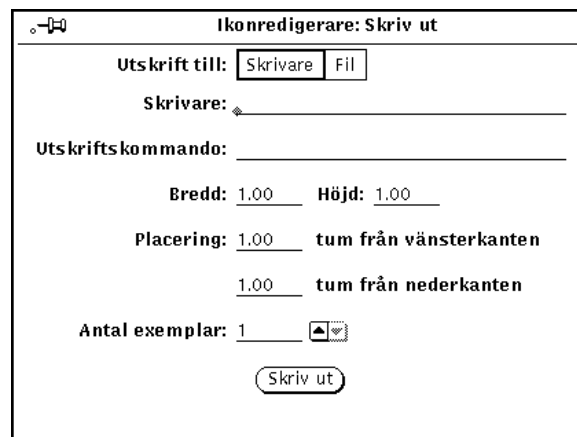 Ikonredigerare: Skriv ut
Utskrift till: Skrivare Fil
Skrivare:
Utskriftskommando:
Bredd: 1.00 Höjd: 1.00
Placering: 1.00 tum från vänsterkanten
1.00 tum från nederkanten
Antal exemplar: 1
Skriv ut